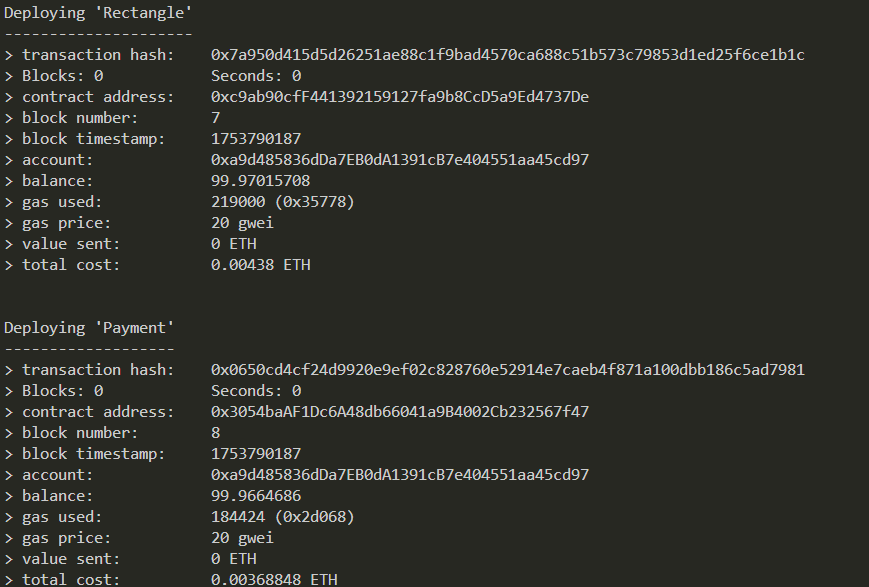 Deploying 'Rectangle'
---------------------
> transaction hash:    0x7a950d415d5d26251ae88c1f9bad4570ca688c51b573c79853d1ed25f6ce1b1c
> Blocks: 0            Seconds: 0
> contract address:    0xc9ab90cfF441392159127fa9b8CcD5a9Ed4737De
> block number:        7
> block timestamp:     1753790187
> account:             0xa9d485836dDa7EB0dA1391cB7e404551aa45cd97
> balance:             99.97015708
> gas used:            219000 (0x35778)
> gas price:           20 gwei
> value sent:          0 ETH
> total cost:          0.00438 ETH
Deploying 'Payment'
-------------------
> transaction hash:    0x0650cd4cf24d9920e9ef02c828760e52914e7caeb4f871a100dbb186c5ad7981
> Blocks: 0            Seconds: 0
> contract address:    0x3054baAF1Dc6A48db66041a9B4002Cb232567f47
> block number:        8
> block timestamp:     1753790187
> account:             0xa9d485836dDa7EB0dA1391cB7e404551aa45cd97
> balance:             99.9664686
> gas used:            184424 (0x2d068)
> gas price:           20 gwei
> value sent:          0 ETH
> total cost:          0.00368848 ETH